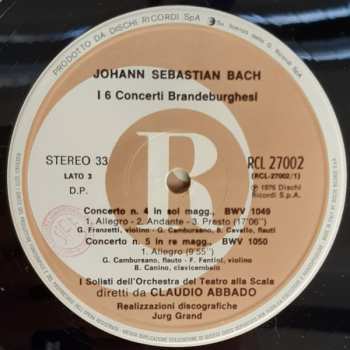 PRODOTTO DA DISCHI RICORDI SpA
JOHANN SEBASTIAN BACH
I 6 Concerti Brandeburghesi
R
STEREO 33
LATO 3
D.P.
RCL 27002
(RCL-27002/1)
℗ 1976 Dischi
Ricordi S.p.A.
Concerto n. 4 in sol magg., BWV 1049
1. Allegro - 2. Andante - 3. Presto (17'06")
G. Franzetti, violino - G. Cambursano, B. Cavallo, flauti
Concerto n. 5 in re magg., BWV 1050
1. Allegro (9'55")
G. Cambursano, flauto - F. Fantini, violino
B. Canino, clavicembalo
I Solisti dell'Orchestra del Teatro alla Scala
diretti da CLAUDIO ABBADO
Realizzazioni discografiche
Jurg Grand